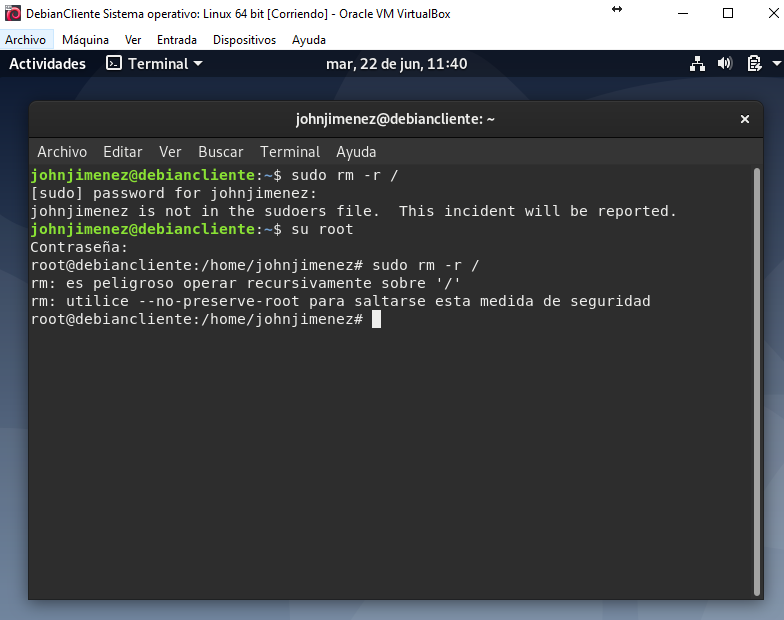 DebianCliente Sistema operativo: Linux 64 bit [Corriendo] - Oracle VM VirtualBox
Archivo Máquina Ver Entrada Dispositivos Ayuda
Actividades Terminal mar, 22 de jun, 11:40
johnjimenez@debiancliente: ~
Archivo Editar Ver Buscar Terminal Ayuda
johnjimenez@debiancliente:~$ sudo rm -r /
[sudo] password for johnjimenez:
johnjimenez is not in the sudoers file.  This incident will be reported.
johnjimenez@debiancliente:~$ su root
Contraseña:
root@debiancliente:/home/johnjimenez# sudo rm -r /
rm: es peligroso operar recursivamente sobre '/'
rm: utilice --no-preserve-root para saltarse esta medida de seguridad
root@debiancliente:/home/johnjimenez#